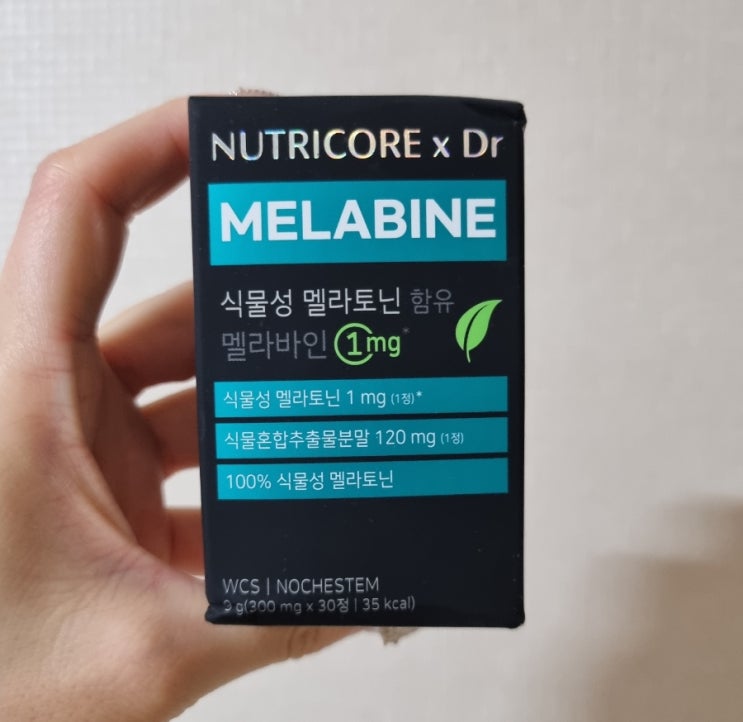 NUTRICORE x Dr
MELABINE
식물성 멜라토닌 함유
멜라바인 1mg*
식물성 멜라토닌 1 mg (1정)*
식물혼합추출물분말 120 mg (1정)
100% 식물성 멜라토닌
WCS | NOCHESTEM
9 g(300 mg x 30정 | 35 kcal)